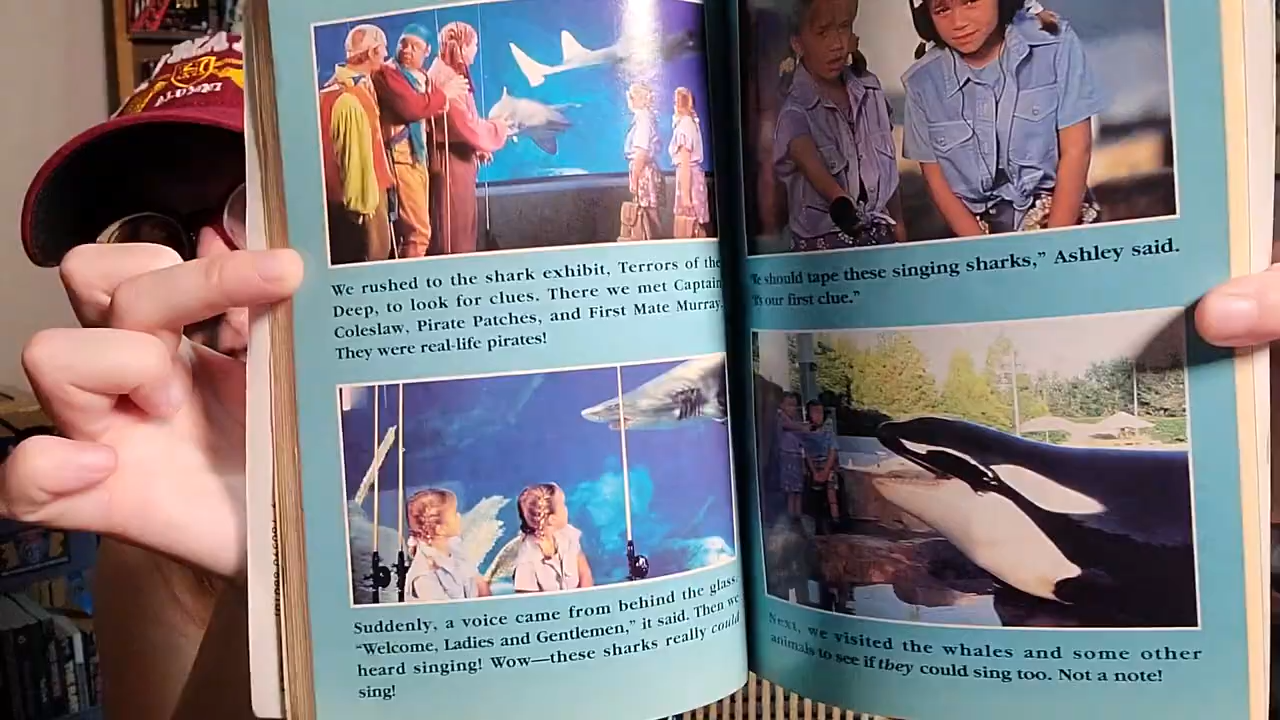 ALUMNI
We rushed to the shark exhibit, Terrors of the
Deep, to look for clues. There we met Captain
Coleslaw, Pirate Patches, and First Mate Murray.
They were real-life pirates!
Suddenly, a voice came from behind the glass.
"Welcome, Ladies and Gentlemen," it said. Then we
heard singing! Wow—these sharks really could
sing!
We should tape these singing sharks," Ashley said.
"It's our first clue."
Next, we visited the whales and some other
animals to see if they could sing too. Not a note!